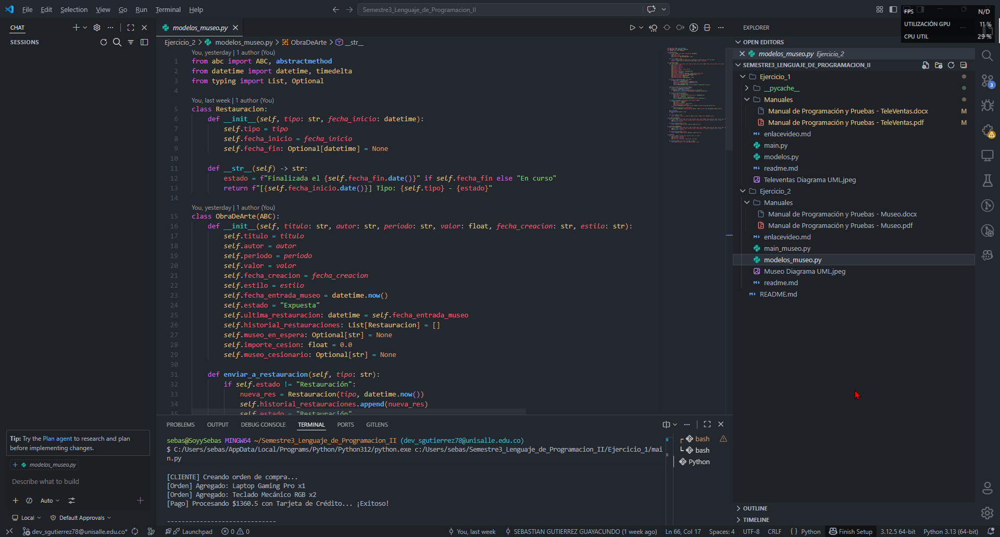 File Edit Selection View Go Run Terminal Help
Semestre3_Lenguaje_de_Programacion_II
FPS N/D
UTILIZACIÓN GPU 11 %
CPU UTIL 29 %
CHAT
SESSIONS
Tip: Try the Plan agent to research and plan
before implementing changes.
modelos_museo.py
Describe what to build
Auto
Local Default Approvals
modelos_museo.py
Ejercicio_2 > modelos_museo.py > ObraDeArte > __str__
You, yesterday | 1 author (You)
1 from abc import ABC, abstractmethod
2 from datetime import datetime, timedelta
3 from typing import List, Optional
4
You, last week | 1 author (You)
5 class Restauracion:
6 def __init__(self, tipo: str, fecha_inicio: datetime):
7 self.tipo = tipo
8 self.fecha_inicio = fecha_inicio
9 self.fecha_fin: Optional[datetime] = None
10
11 def __str__(self) -> str:
12 estado = f"Finalizada el {self.fecha_fin.date()}" if self.fecha_fin else "En curso"
13 return f"[{self.fecha_inicio.date()}] Tipo: {self.tipo} - {estado}"
14
You, yesterday | 1 author (You)
15 class ObraDeArte(ABC):
16 def __init__(self, titulo: str, autor: str, periodo: str, valor: float, fecha_creacion: str, estilo: str):
17 self.titulo = titulo
18 self.autor = autor
19 self.periodo = periodo
20 self.valor = valor
21 self.fecha_creacion = fecha_creacion
22 self.estilo = estilo
23 self.fecha_entrada_museo = datetime.now()
24 self.estado = "Expuesta"
25 self.ultima_restauracion: datetime = self.fecha_entrada_museo
26 self.historial_restauraciones: List[Restauracion] = []
27 self.museo_en_espera: Optional[str] = None
28 self.importe_cesion: float = 0.0
29 self.museo_cesionario: Optional[str] = None
30
31 def enviar_a_restauracion(self, tipo: str):
32 if self.estado != "Restauración":
33 nueva_res = Restauracion(tipo, datetime.now())
34 self.historial_restauraciones.append(nueva_res)
35 self.estado = "Restauración"
PROBLEMS OUTPUT DEBUG CONSOLE TERMINAL PORTS GITLENS
sebas@SoyySebas MINGW64 ~/Semestre3_Lenguaje_de_Programacion_II (dev_sgutierrez78@unisalle.edu.co)
$ C:/Users/sebas/AppData/Local/Programs/Python/Python312/python.exe c:/Users/sebas/Semestre3_Lenguaje_de_Programacion_II/Ejercicio_1/mai
n.py
[CLIENTE] Creando orden de compra...
[Orden] Agregado: Laptop Gaming Pro x1
[Orden] Agregado: Teclado Mecánico RGB x2
[Pago] Procesando $1360.5 con Tarjeta de Crédito... ¡Exitoso!
------------------------------
bash
bash
Python
EXPLORER
OPEN EDITORS
modelos_museo.py Ejercicio_2
SEMESTRE3_LENGUAJE_DE_PROGRAMACION_II
Ejercicio_1
__pycache__
Manuales
Manual de Programación y Pruebas - TeleVentas.docx M
Manual de Programación y Pruebas - TeleVentas.pdf M
enlacevideo.md
main.py
modelos.py
readme.md
Televentas Diagrama UML.jpeg
Ejercicio_2
Manuales
Manual de Programación y Pruebas - Museo.docx
Manual de Programación y Pruebas - Museo.pdf
enlacevideo.md
main_museo.py
modelos_museo.py
Museo Diagrama UML.jpeg
readme.md
README.md
OUTLINE
TIMELINE
3
dev_sgutierrez78@unisalle.edu.co* Launchpad 0 0 You, last week SEBASTIAN GUTIERREZ GUAYACUNDO (1 week ago) Ln 66, Col 17 Spaces: 4 UTF-8 CRLF { } Python Finish Setup 3.12.5 64-bit Python 3.13 (64-bit)